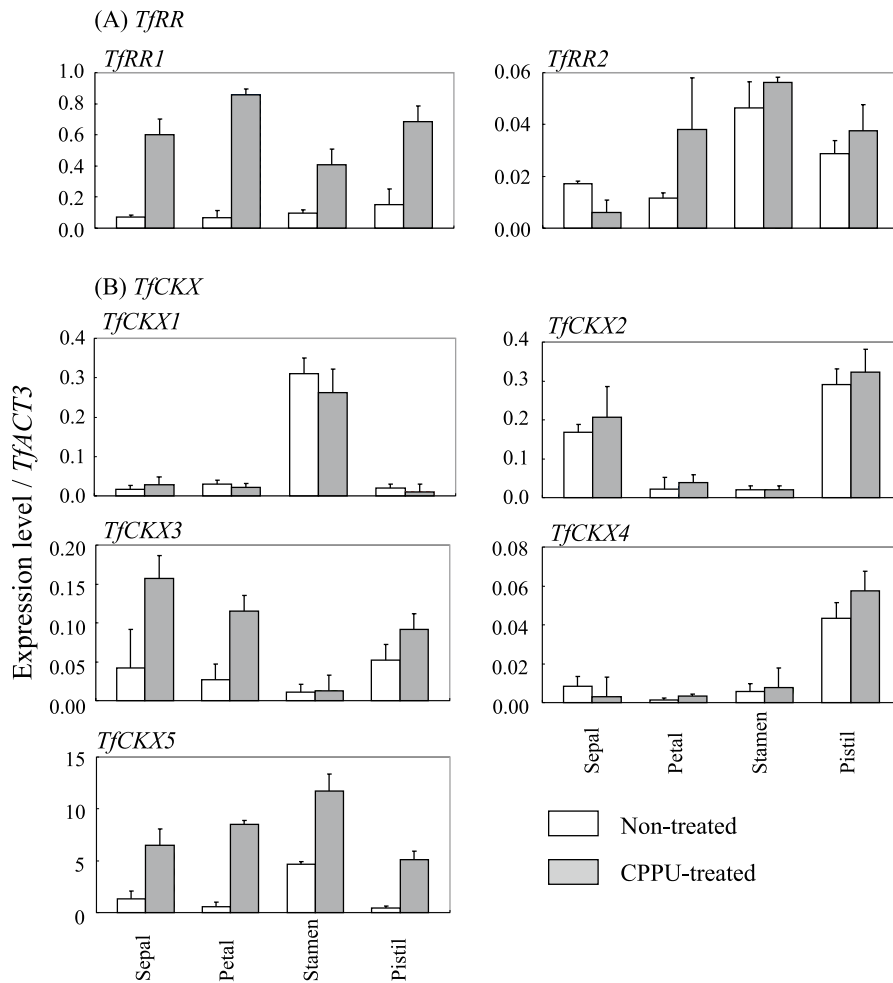 (A) TfRR
TfRR1
1.0
0.8
0.6
0.4
0.2
0.0
TfRR2
0.06
0.04
0.02
0.00
(B) TfCKX
Expression level / TfACT3
TfCKX1
0.4
0.3
0.2
0.1
0.0
TfCKX2
0.4
0.3
0.2
0.1
0.0
TfCKX3
0.20
0.15
0.10
0.05
0.00
TfCKX4
0.08
0.06
0.04
0.02
0.00
Sepal
Petal
Stamen
Pistil
TfCKX5
15
10
5
0
Sepal
Petal
Stamen
Pistil
Non-treated
CPPU-treated